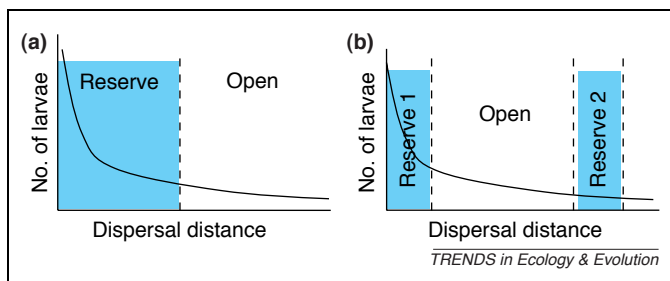 (a)
Reserve
Open
No. of larvae
Dispersal distance
(b)
Reserve 1
Open
Reserve 2
No. of larvae
Dispersal distance
TRENDS in Ecology & Evolution